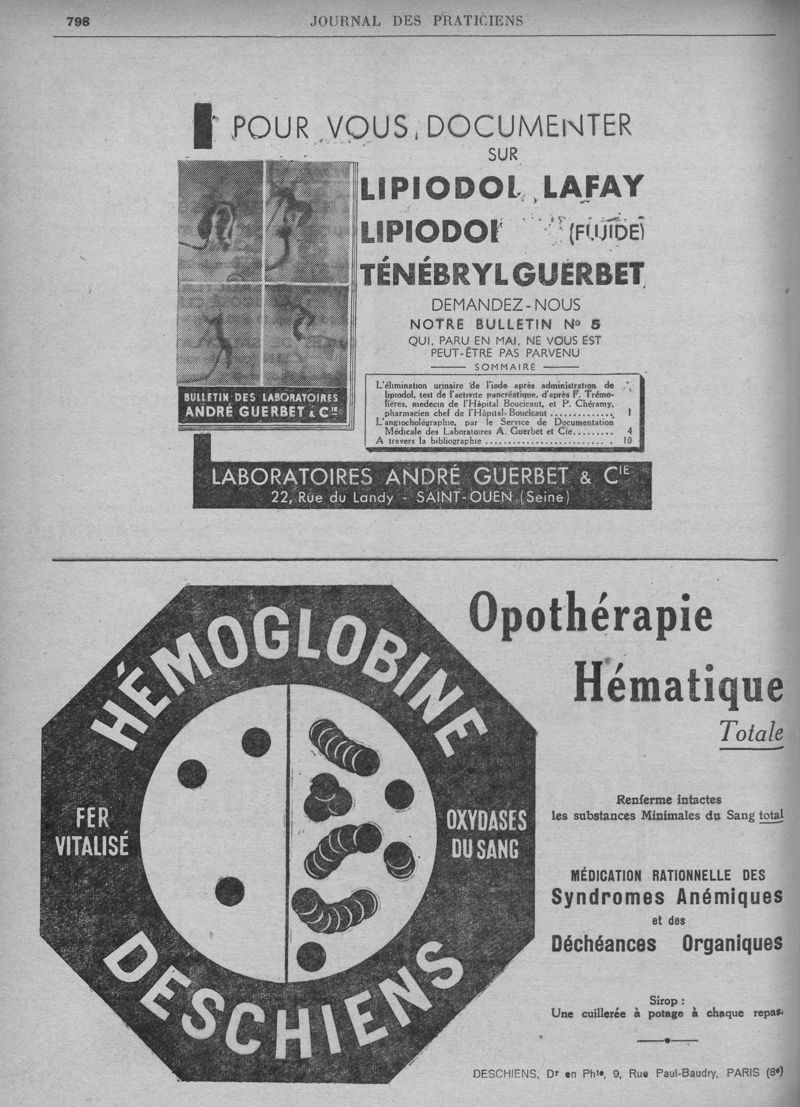 798
JOURNAL DES PRATICIENS
POUR VOUS DOCUMENTER
SUR
LIPIODOL LAFAY
LIPIODOL (FLUIDE)
TÉNÉBRYL GUERBET
DEMANDEZ-NOUS
NOTRE BULLETIN No 5
QUI, PARU EN MAI, NE VOUS EST
PEUT-ÊTRE PAS PARVENU
SOMMAIRE
L'élimination urinaire de l'iode après administration de
lipiodol, test de l'activité pancréatique, d'après F. Trémo-
lières, medecin de l'Hôpital Boucicaut, et P. Chéramy,
pharmacien chef de l'Hôpital-Boucicaut .............. 1
L'angiocholégraphie, par le Service de Documentation
Médicale des Laboratoires A. Guerbet et Cie......... 4
A travers la bibliographie .......................... 10
BULLETIN DES LABORATOIRES
ANDRÉ GUERBET & Cie
LABORATOIRES ANDRÉ GUERBET & CIE
22, Rue du Landy - SAINT-OUEN (Seine)
HÉMOGLOBINE
FER
VITALISÉ
OXYDASES
DU SANG
DESCHIENS
Opothérapie
Hématique
Totale
Renferme intactes
les substances Minimales du Sang total
MÉDICATION RATIONNELLE DES
Syndromes Anémiques
et des
Déchéances Organiques
Sirop :
Une cuillerée à potage à chaque repas.
DESCHIENS, Dr en Phie, 9, Rue Paul-Baudry, PARIS (8e)